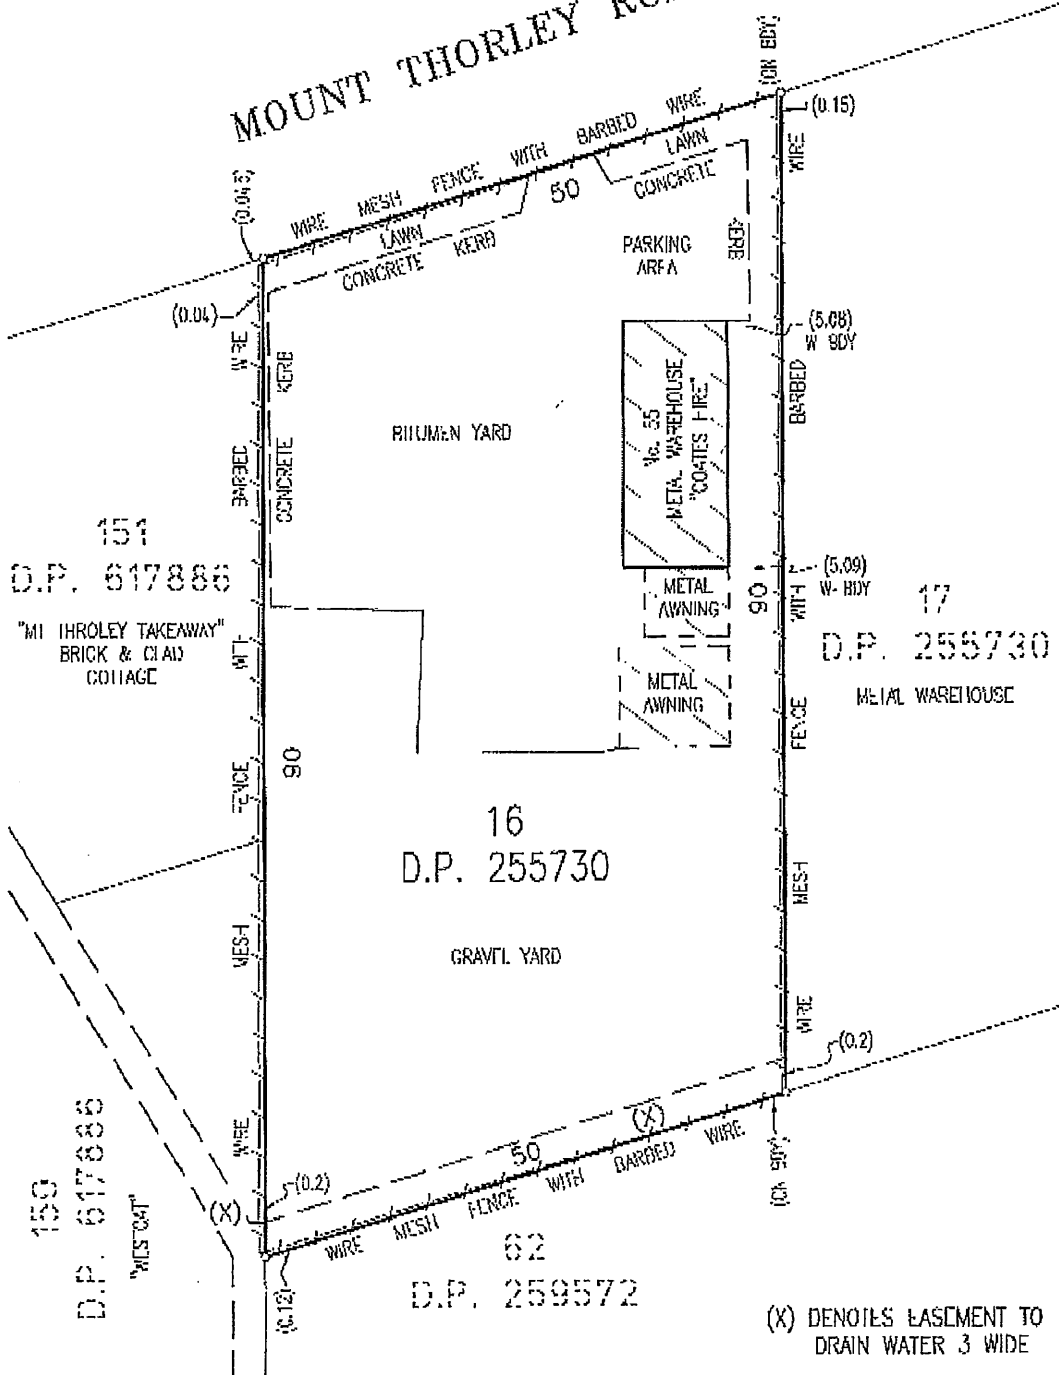 MOUNT THORLEY
(ON BDY)
(0.15)
WIRE MESH FENCE WITH BARBED WIRE
LAWN
CONCRETE
50
LAWN
CONCRETE KERB
KERB
PARKING
AREA
(0.04)
(5.08)
W BDY
WIRE BARBED WITH MESH FENCE
KERB
CONCRETE
BITUMEN YARD
No. 55
METAL WAREHOUSE
"COATES HIRE"
WIRE BARBED WITH FENCE MESH WIRE
(5.09)
W- BDY
METAL
AWNING
METAL
AWNING
90
90
151
D.P. 617886
"MT THROLEY TAKEAWAY"
BRICK & CLAD
COTTAGE
17
D.P. 255730
METAL WAREHOUSE
16
D.P. 255730
GRAVEL YARD
WIRE
(0.2)
(X)
50
WIRE MESH FENCE WITH BARBED WIRE
(ON BDY)
(0.2)
(X)
(0.12)
150
D.P. 617886
62
D.P. 259572
(X) DENOTES EASEMENT TO
DRAIN WATER 3 WIDE